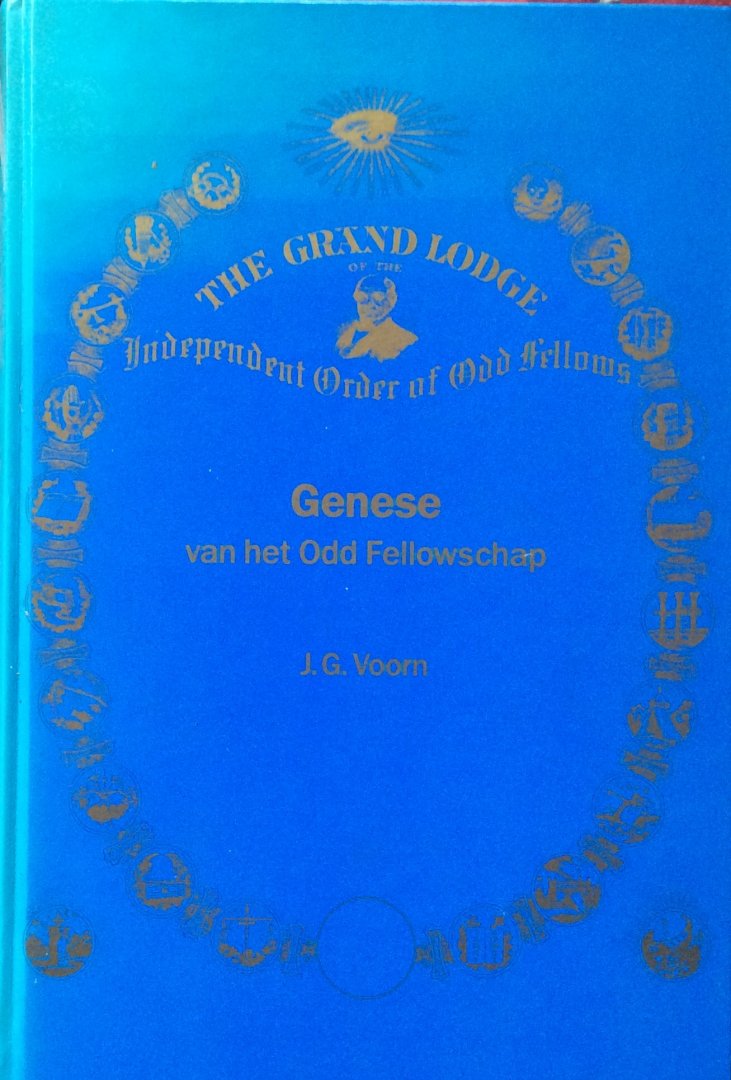 THE GRAND LODGE
OF THE
Independent Order of Odd Fellows
Genese
van het Odd Fellowschap
J. G. Voorn